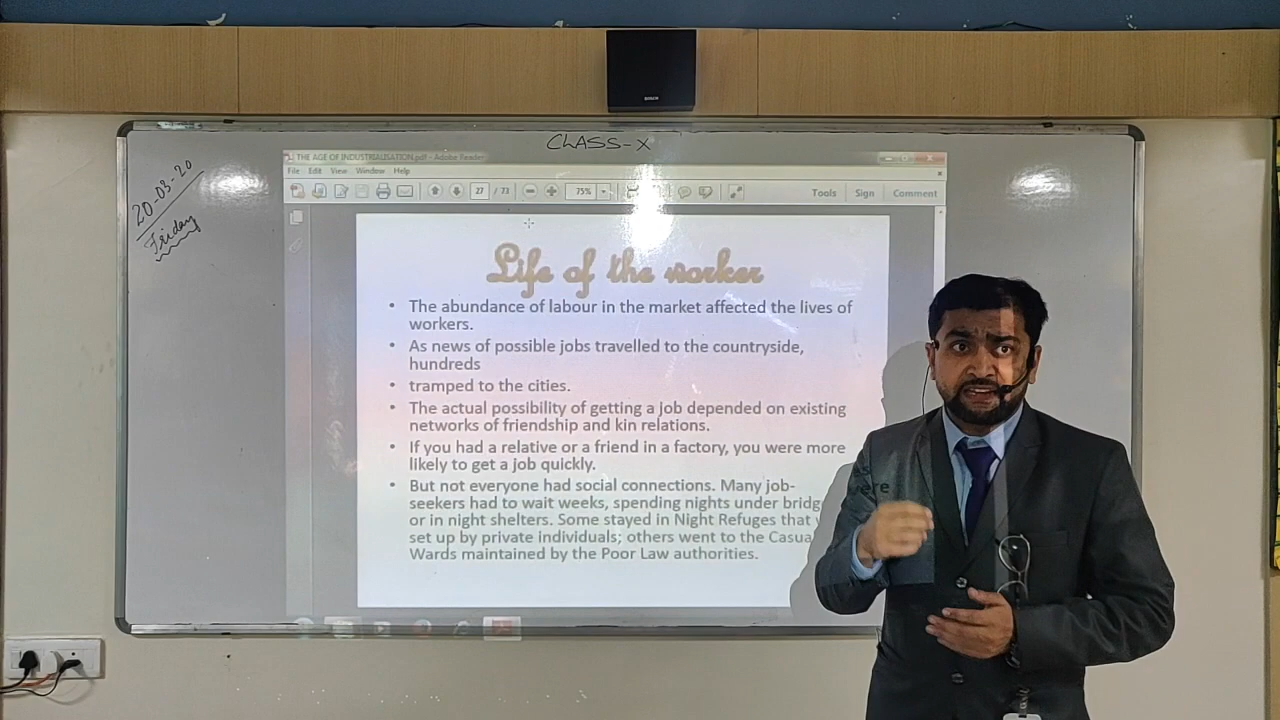 CLASS-X
20-03-20
Friday
THE AGE OF INDUSTRIALISATION.pdf - Adobe Reader
File Edit View Window Help
27 / 73 75% Tools Sign Comment
Life of the worker
• The abundance of labour in the market affected the lives of
workers.
• As news of possible jobs travelled to the countryside,
hundreds
• tramped to the cities.
• The actual possibility of getting a job depended on existing
networks of friendship and kin relations.
• If you had a relative or a friend in a factory, you were more
likely to get a job quickly.
• But not everyone had social connections. Many job-
seekers had to wait weeks, spending nights under
or in night shelters. Some stayed in Night Refuges that
set up by private individuals; others went to the
Wards maintained by the Poor Law authorities.